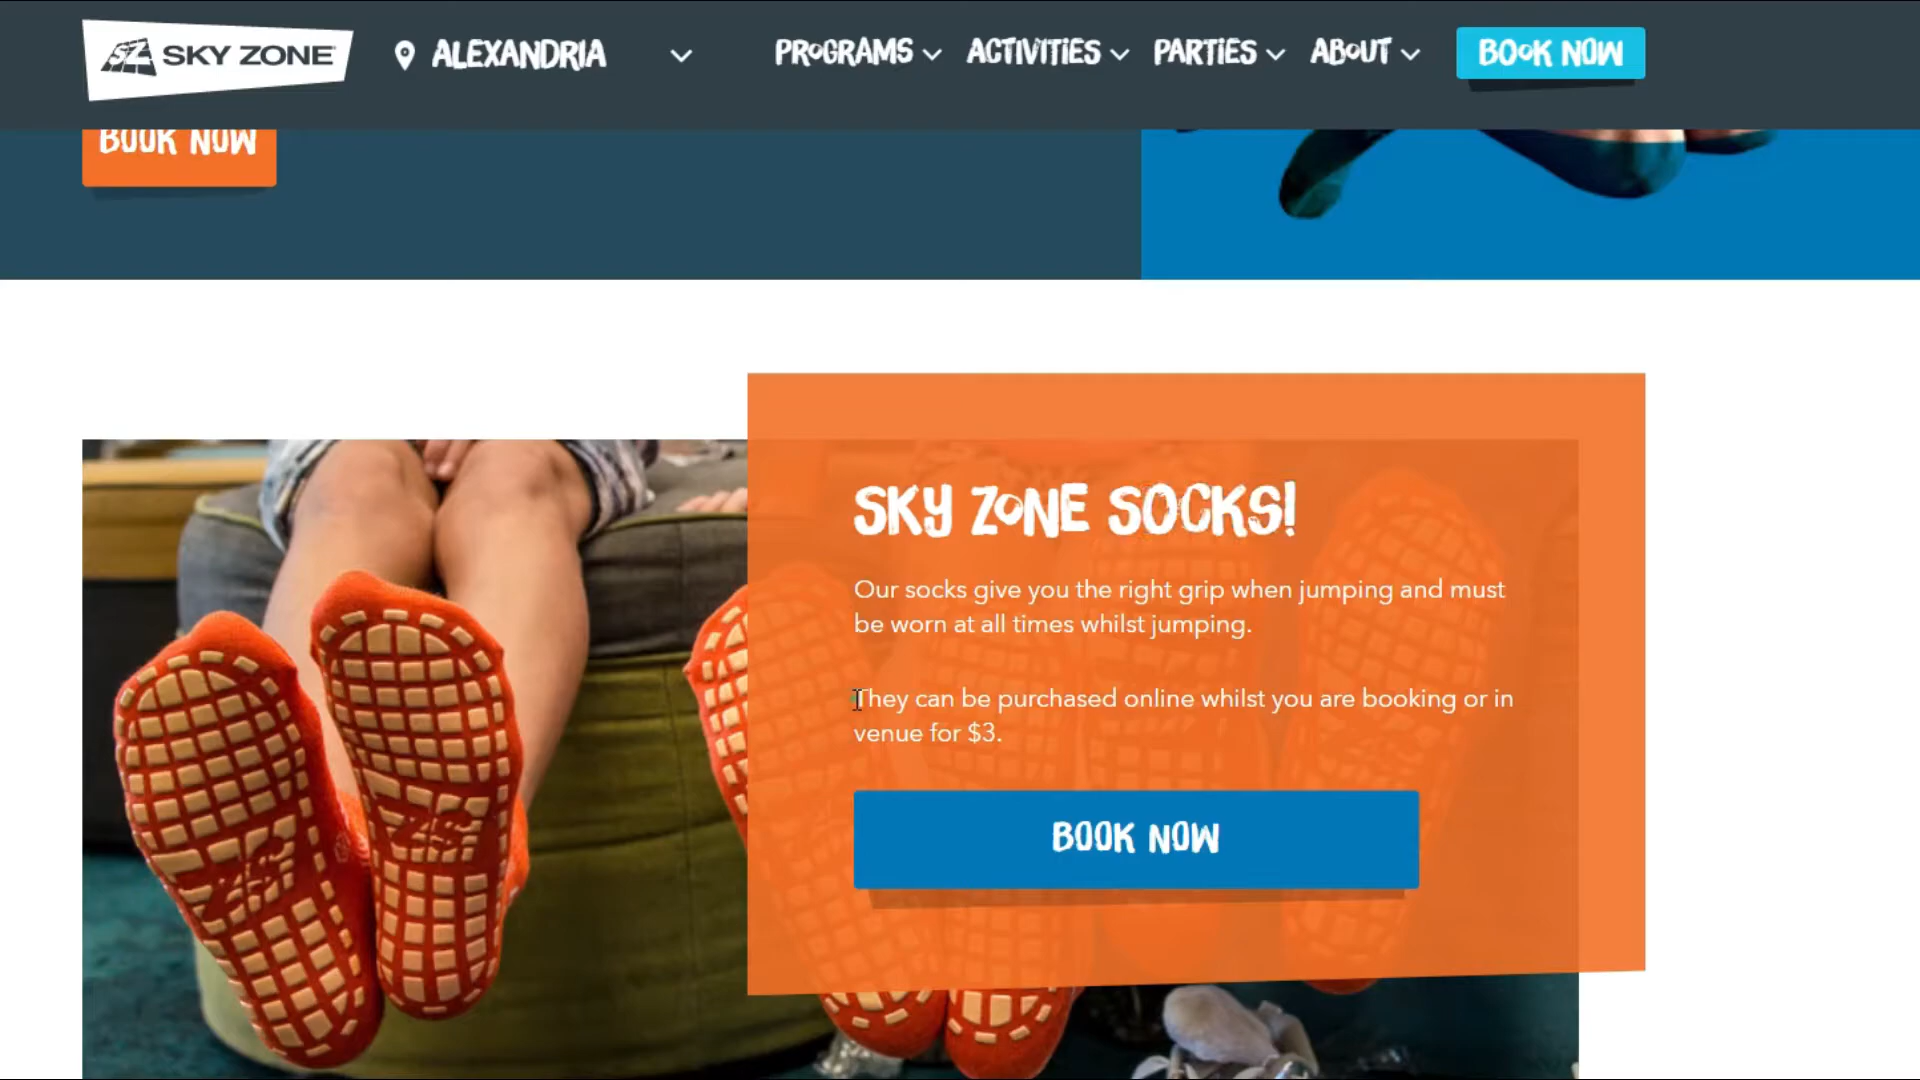 SKY ZONE
ALEXANDRIA
PROGRAMS
ACTIVITIES
PARTIES
ABOUT
BOOK NOW
BOOK NOW
SKY ZONE SOCKS!
Our socks give you the right grip when jumping and must
be worn at all times whilst jumping.
They can be purchased online whilst you are booking or in
venue for $3.
BOOK NOW